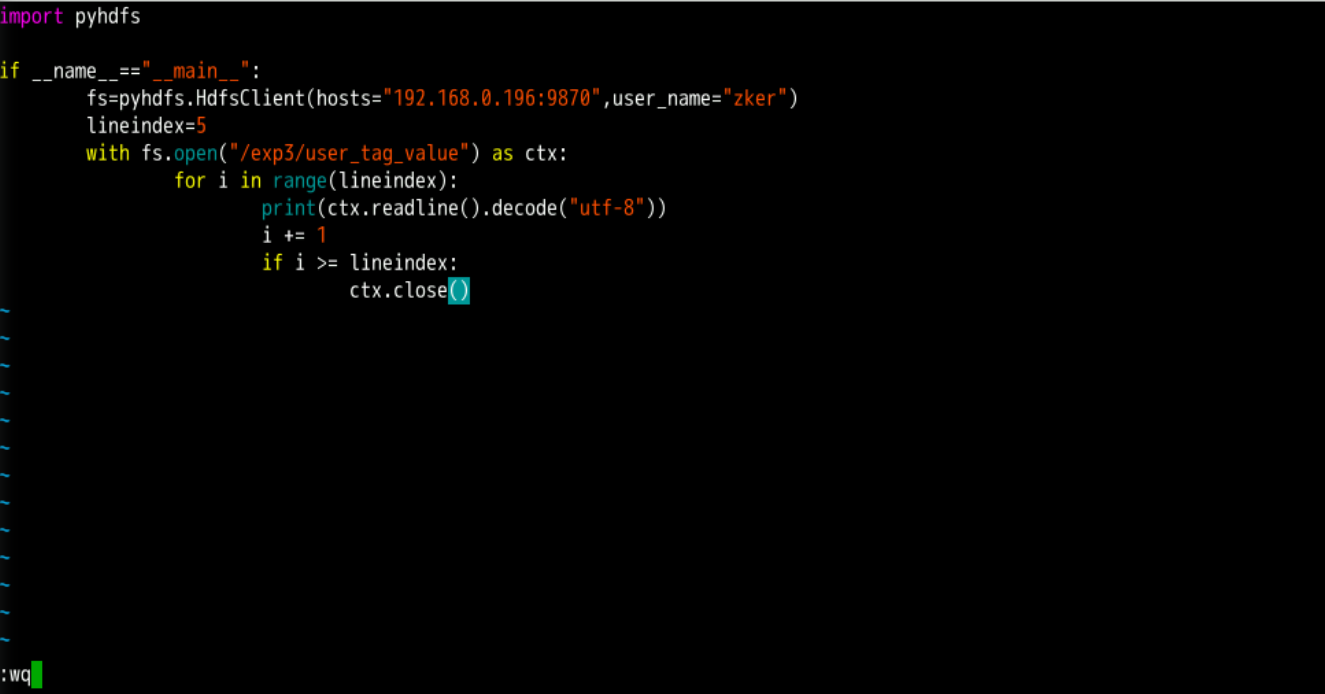 import pyhdfs
if __name__=="__main__":
        fs=pyhdfs.HdfsClient(hosts="192.168.0.196:9870",user_name="zker")
        lineindex=5
        with fs.open("/exp3/user_tag_value") as ctx:
                for i in range(lineindex):
                        print(ctx.readline().decode("utf-8"))
                        i += 1
                        if i >= lineindex:
                                ctx.close()
~
~
~
~
~
~
~
~
~
~
~
~
~
:wq